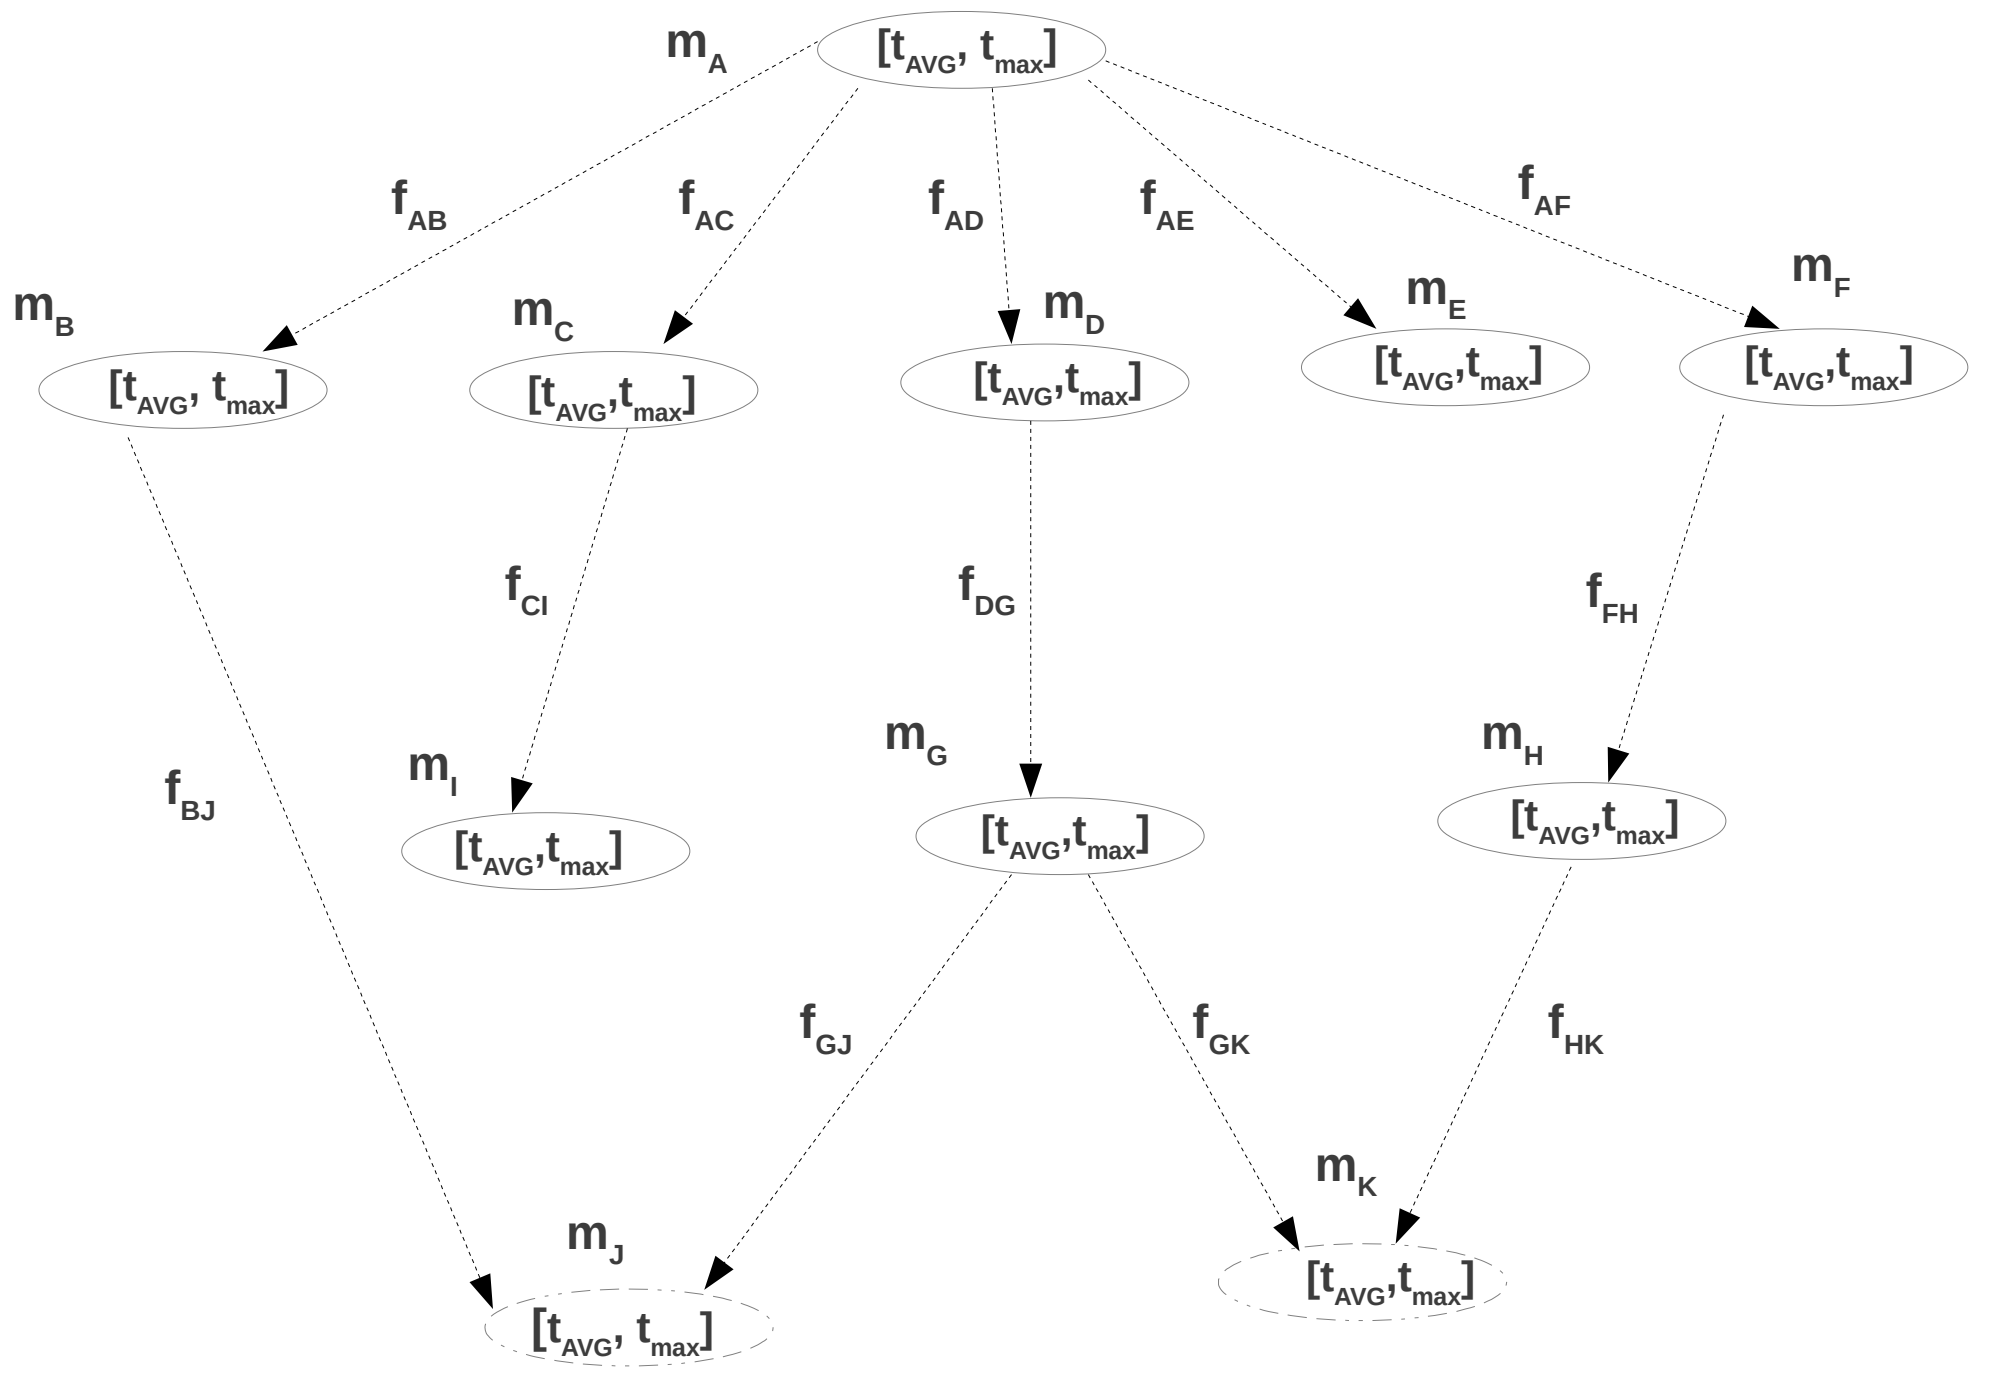 m_A [t_AVG, t_max]
f_AB f_AC f_AD f_AE f_AF
m_B m_C m_D m_E m_F
[t_AVG, t_max] [t_AVG,t_max] [t_AVG,t_max] [t_AVG,t_max] [t_AVG,t_max]
f_CI f_DG f_FH
f_BJ m_I m_G m_H
[t_AVG,t_max] [t_AVG,t_max] [t_AVG,t_max]
f_GJ f_GK f_HK
m_J m_K
[t_AVG, t_max] [t_AVG,t_max]